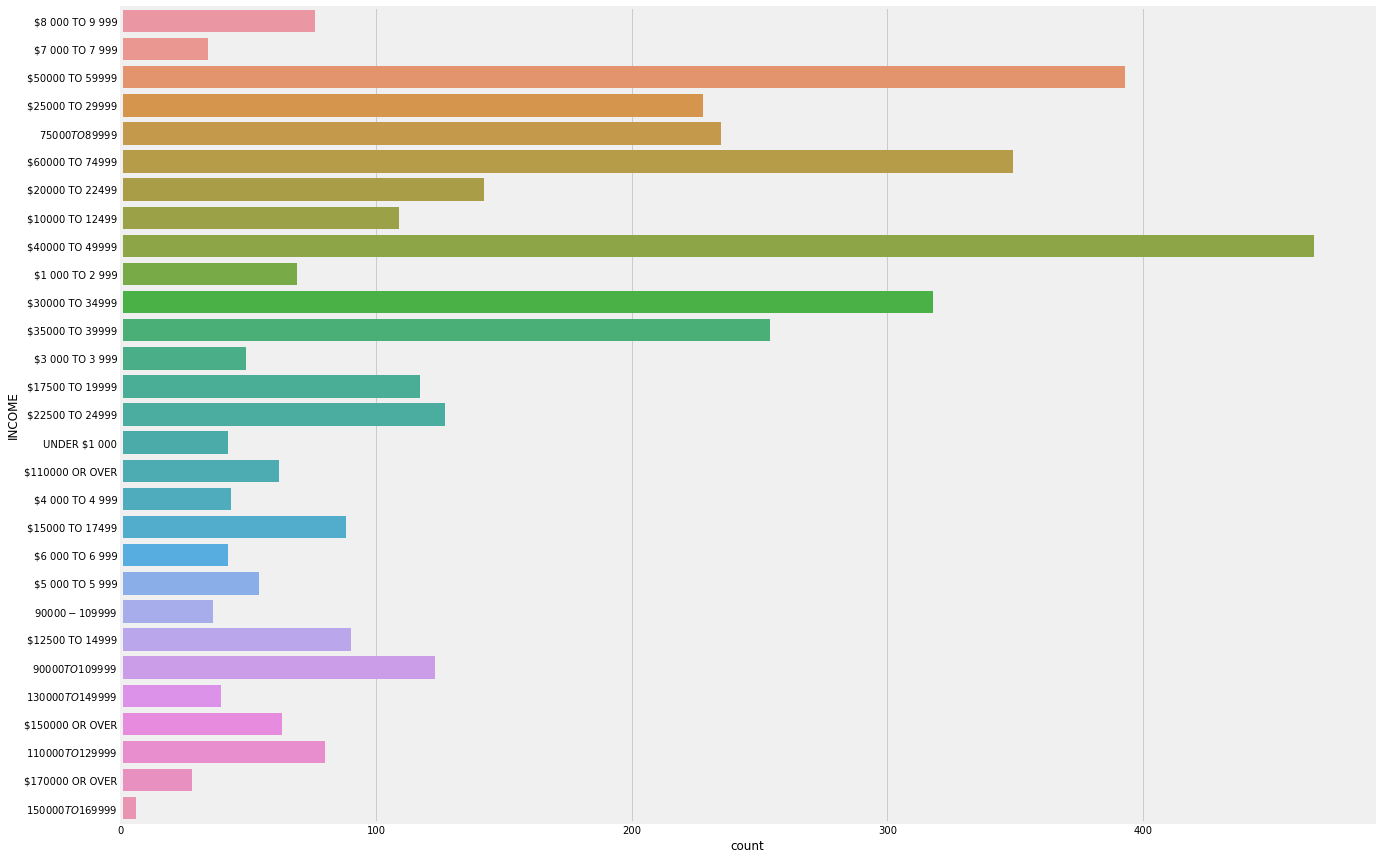 $8 000 TO 9 999
$7 000 TO 7 999
$50000 TO 59999
$25000 TO 29999
75000TO89999
$60000 TO 74999
$20000 TO 22499
$10000 TO 12499
$40000 TO 49999
$1 000 TO 2 999
$30000 TO 34999
$35000 TO 39999
$3 000 TO 3 999
$17500 TO 19999
$22500 TO 24999
UNDER $1 000
$110000 OR OVER
$4 000 TO 4 999
$15000 TO 17499
$6 000 TO 6 999
$5 000 TO 5 999
90000 - 109999
$12500 TO 14999
90000TO109999
130000TO149999
$150000 OR OVER
110000TO129999
$170000 OR OVER
150000TO169999
INCOME
0 100 200 300 400
count